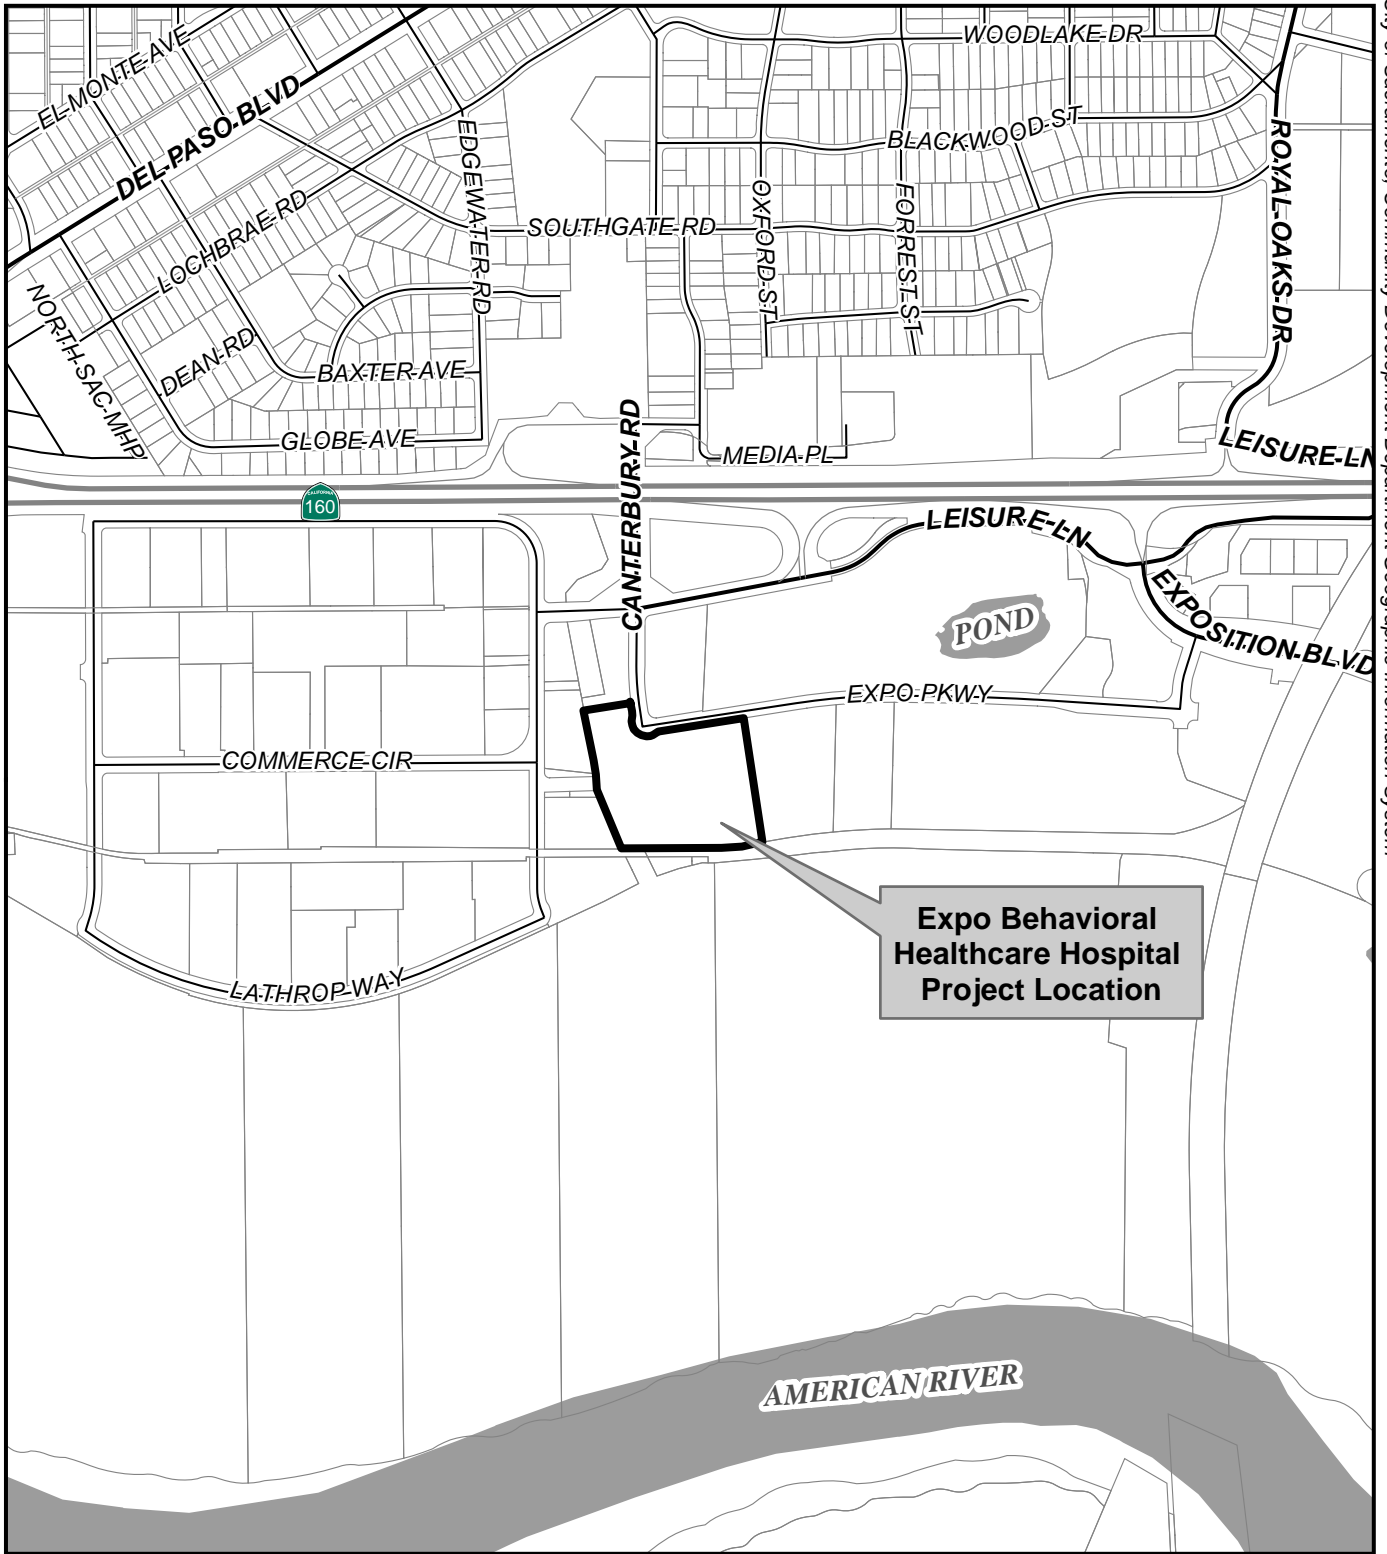 WOODLAKE DR
EL MONTE AVE
DEL PASO BLVD
EDGEWATER RD
BLACKWOOD ST
ROYAL OAKS DR
LOCHBRAE RD
SOUTHGATE RD
OXFORD ST
FORREST ST
NORTH SAC MHP
DEAN RD
BAXTER AVE
GLOBE AVE
CANTERBURY RD
MEDIA PL
LEISURE LN
CALIFORNIA
160
LEISURE LN
EXPOSITION BLVD
POND
EXPO PKWY
COMMERCE CIR
Expo Behavioral
Healthcare Hospital
Project Location
LATHROP WAY
AMERICAN RIVER